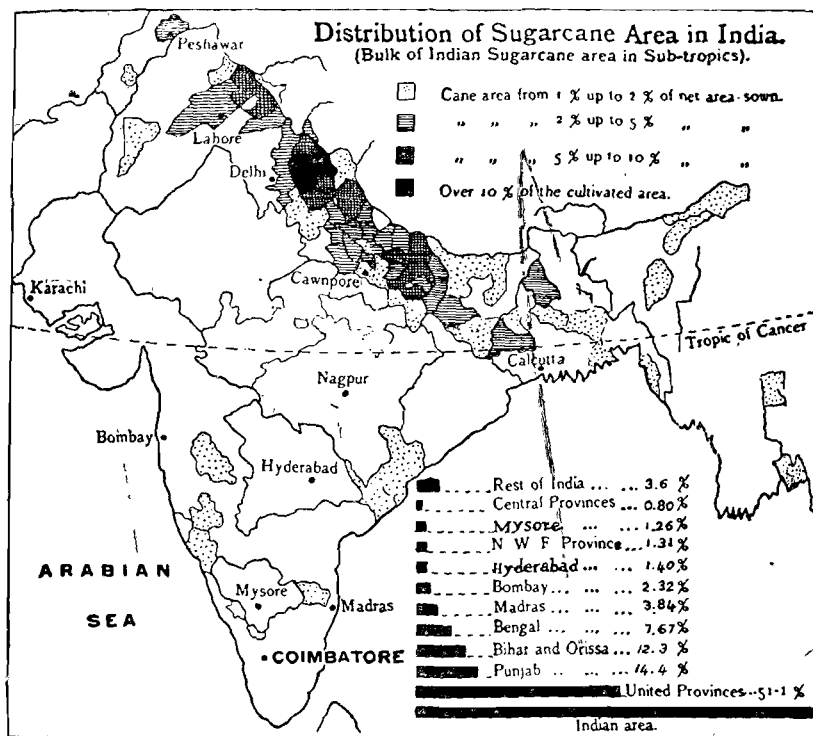 Distribution of Sugarcane Area in India.
(Bulk of Indian Sugarcane area in Sub-tropics).
Cane area from 1 % up to 2 % of net area sown.
„ „ „ 2 % up to 5 % „ „
„ „ „ 5 % up to 10 % „ „
Over 10 % of the cultivated area.
Peshawar
Lahore
Delhi
Cawnpore
Karachi
Tropic of Cancer
Calcutta
Nagpur
Bombay
Hyderabad
ARABIAN
SEA
Mysore
Madras
COIMBATORE
Rest of India ... ... 3.6 %
Central Provinces ... 0.80 %
Mysore ... ... 1.26 %
N W F Province... 1.31 %
Hyderabad ... ... 1.40 %
Bombay ... ... ... 2.32 %
Madras ... ... ... 3.84 %
Bengal ... ... ... 7.67 %
Bihar and Orissa ... 12.3 %
Punjab .. ... ... 14.4 %
United Provinces...51.1 %
Indian area.